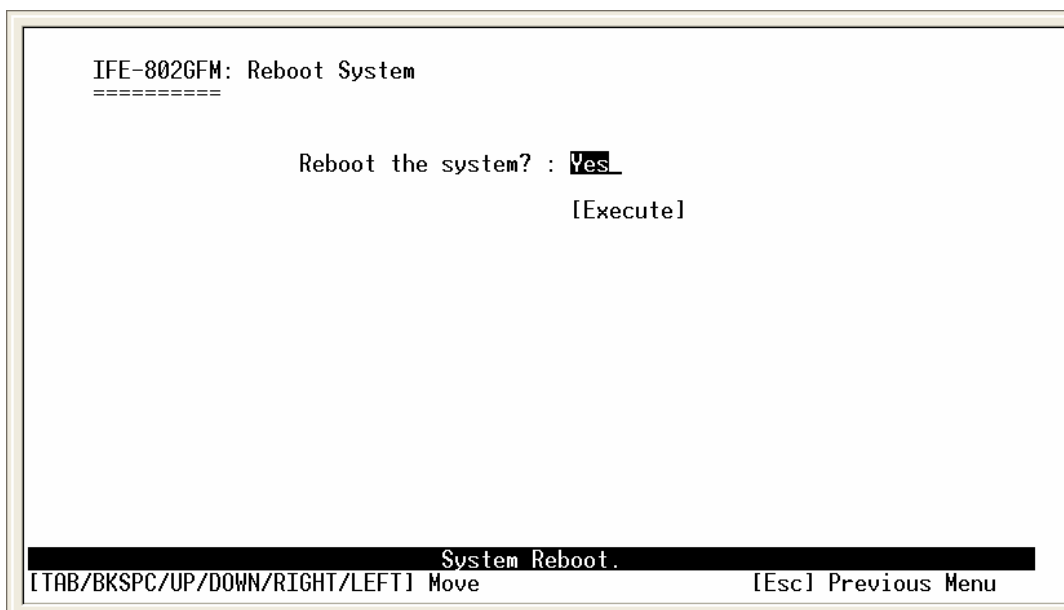 IFE-802GFM: Reboot System
==========
Reboot the system? : Yes_
[Execute]
System Reboot.
[TAB/BKSPC/UP/DOWN/RIGHT/LEFT] Move [Esc] Previous Menu